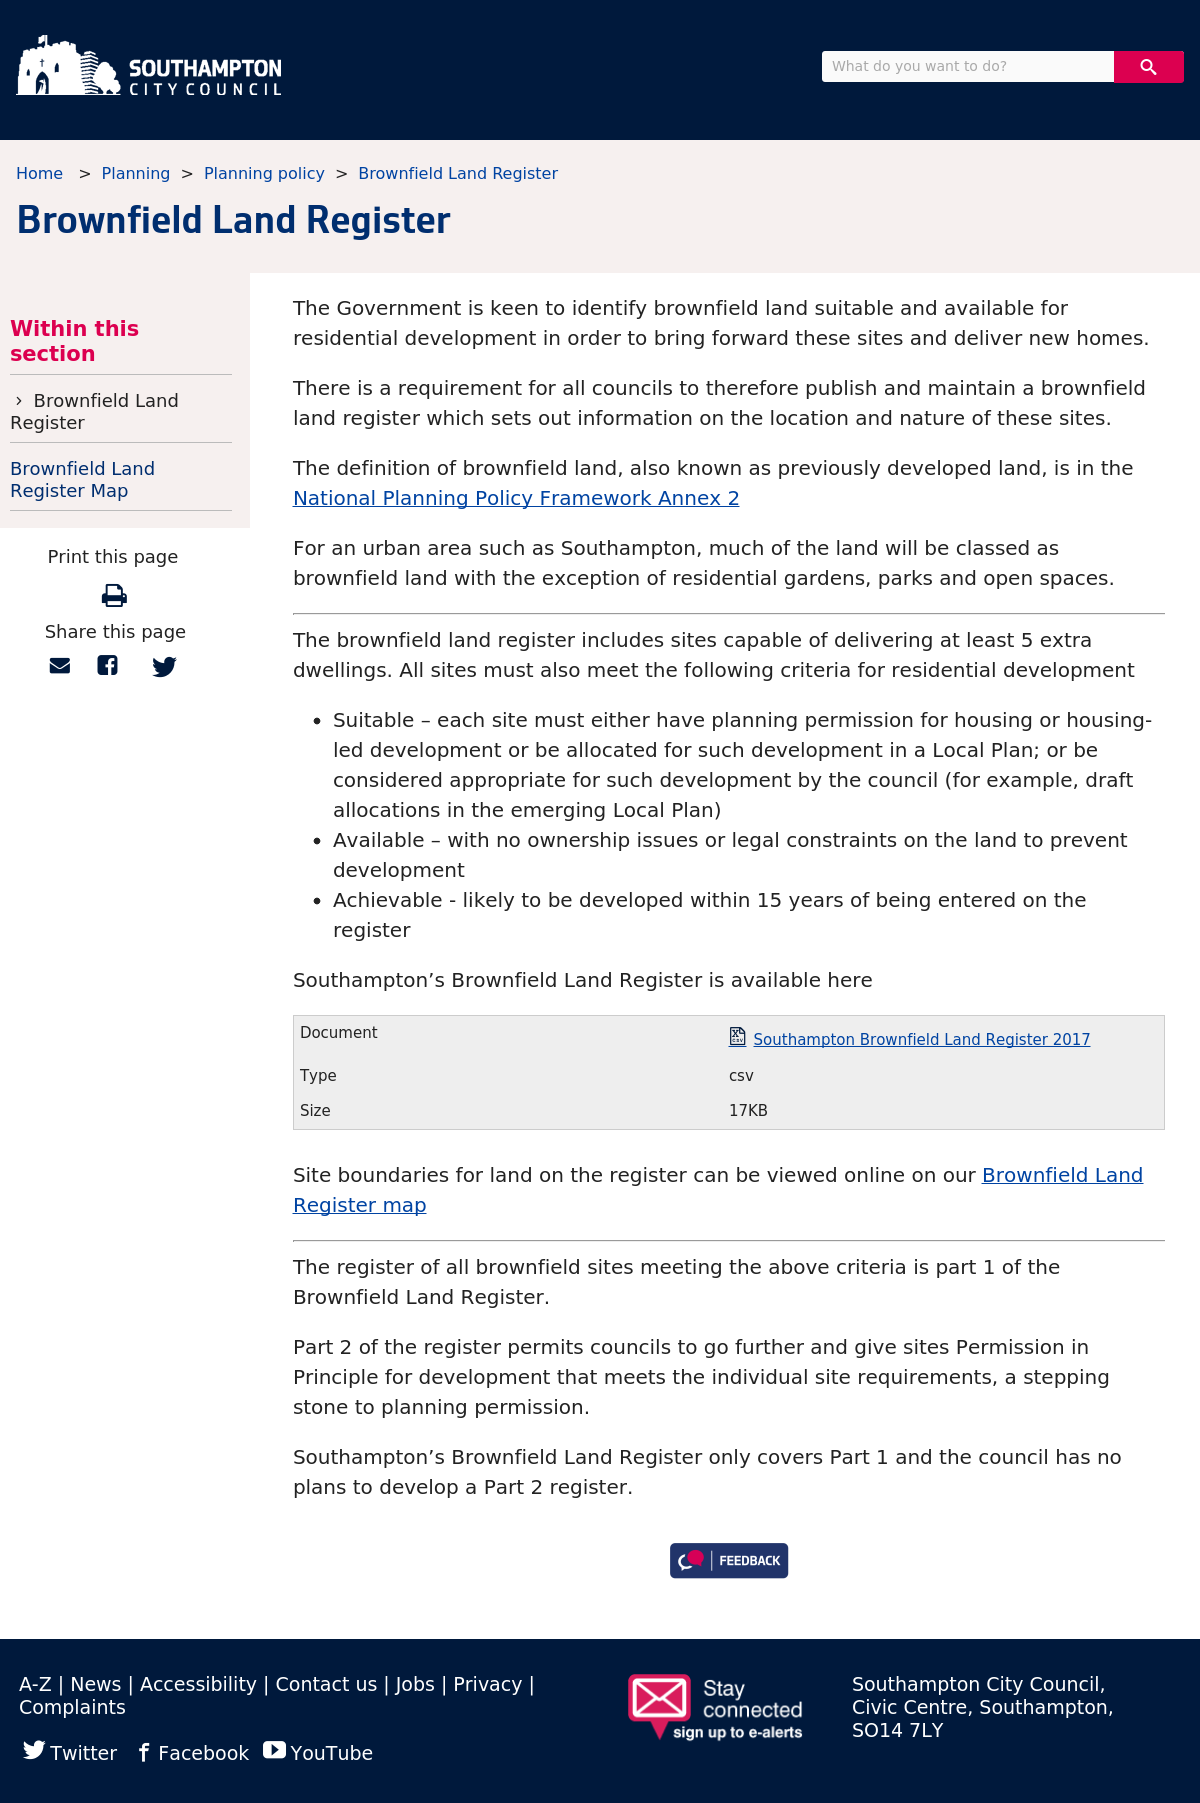 SOUTHAMPTON
CITY COUNCIL
What do you want to do?
Home > Planning > Planning policy > Brownfield Land Register
Brownfield Land Register
Within this
section
› Brownfield Land
Register
Brownfield Land
Register Map
Print this page
Share this page
The Government is keen to identify brownfield land suitable and available for
residential development in order to bring forward these sites and deliver new homes.
There is a requirement for all councils to therefore publish and maintain a brownfield
land register which sets out information on the location and nature of these sites.
The definition of brownfield land, also known as previously developed land, is in the
National Planning Policy Framework Annex 2
For an urban area such as Southampton, much of the land will be classed as
brownfield land with the exception of residential gardens, parks and open spaces.
The brownfield land register includes sites capable of delivering at least 5 extra
dwellings. All sites must also meet the following criteria for residential development
• Suitable – each site must either have planning permission for housing or housing-
led development or be allocated for such development in a Local Plan; or be
considered appropriate for such development by the council (for example, draft
allocations in the emerging Local Plan)
• Available – with no ownership issues or legal constraints on the land to prevent
development
• Achievable - likely to be developed within 15 years of being entered on the
register
Southampton’s Brownfield Land Register is available here
Document Southampton Brownfield Land Register 2017
Type csv
Size 17KB
Site boundaries for land on the register can be viewed online on our Brownfield Land
Register map
The register of all brownfield sites meeting the above criteria is part 1 of the
Brownfield Land Register.
Part 2 of the register permits councils to go further and give sites Permission in
Principle for development that meets the individual site requirements, a stepping
stone to planning permission.
Southampton’s Brownfield Land Register only covers Part 1 and the council has no
plans to develop a Part 2 register.
FEEDBACK
A-Z | News | Accessibility | Contact us | Jobs | Privacy |
Complaints
Twitter Facebook YouTube
Stay
connected
sign up to e-alerts
Southampton City Council,
Civic Centre, Southampton,
SO14 7LY